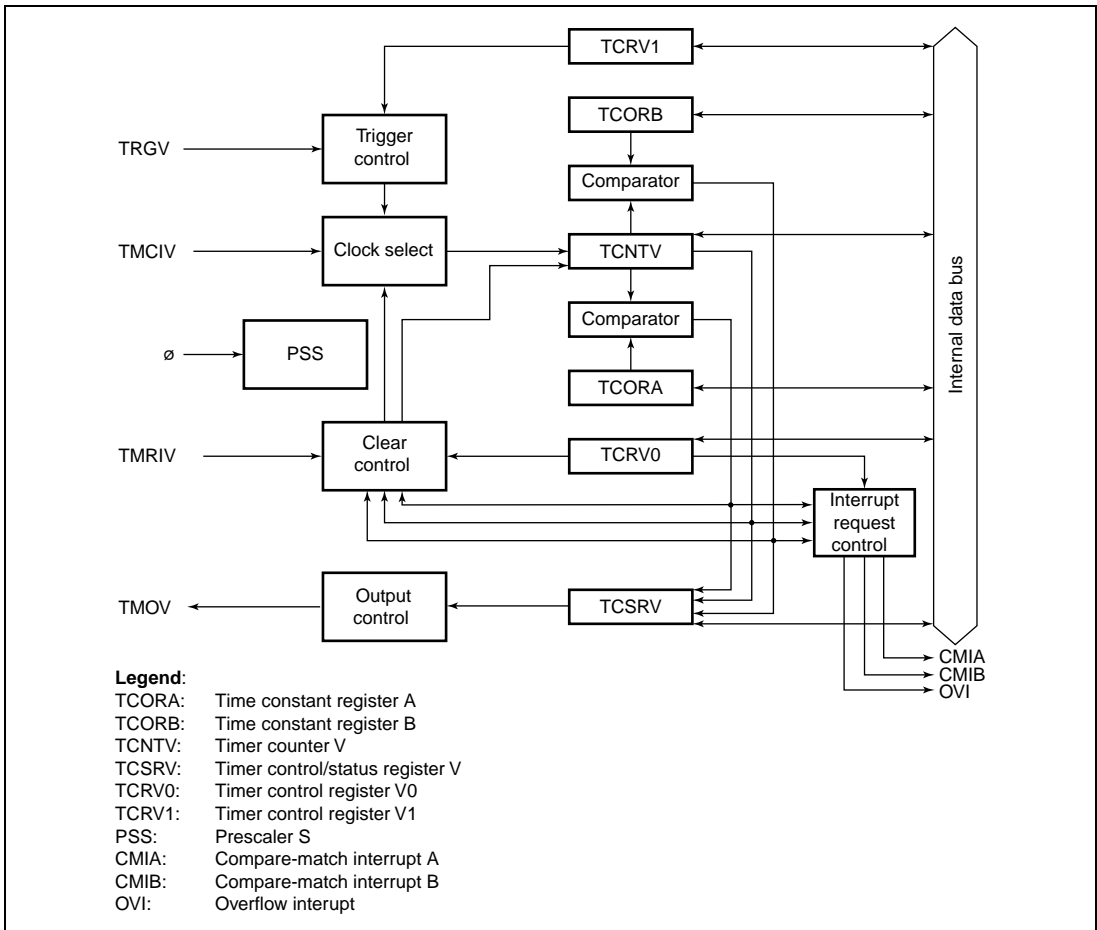 TCRV1
TCORB
Trigger
control
TRGV
Comparator
Clock select
TMCIV
TCNTV
Internal data bus
Comparator
ø
PSS
TCORA
Clear
control
TMRIV
TCRV0
Interrupt
request
control
Output
control
TMOV
TCSRV
CMIA
CMIB
OVI
Legend:
TCORA: Time constant register A
TCORB: Time constant register B
TCNTV: Timer counter V
TCSRV: Timer control/status register V
TCRV0: Timer control register V0
TCRV1: Timer control register V1
PSS: Prescaler S
CMIA: Compare-match interrupt A
CMIB: Compare-match interrupt B
OVI: Overflow interupt